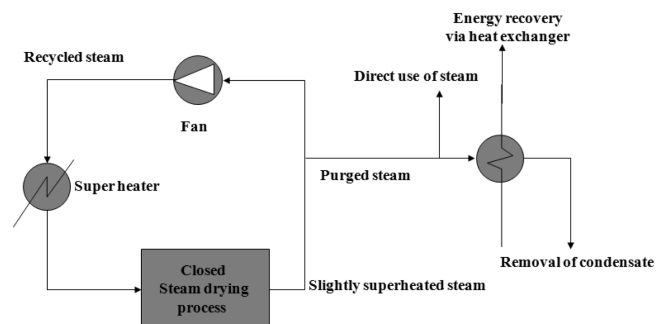 Energy recovery
via heat exchanger
Recycled steam
Direct use of steam
Fan
Super heater
Purged steam
Closed
Steam drying
process
Slightly superheated steam
Removal of condensate